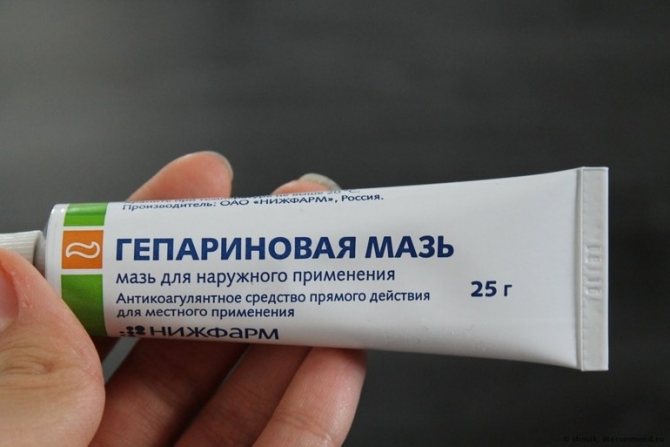 Производитель: ОАО «НИЖФАРМ», Россия.
ГЕПАРИНОВАЯ МАЗЬ
мазь для наружного применения
Антикоагулянтное средство прямого действия
для местного применения
25 г
НИЖФАРМ